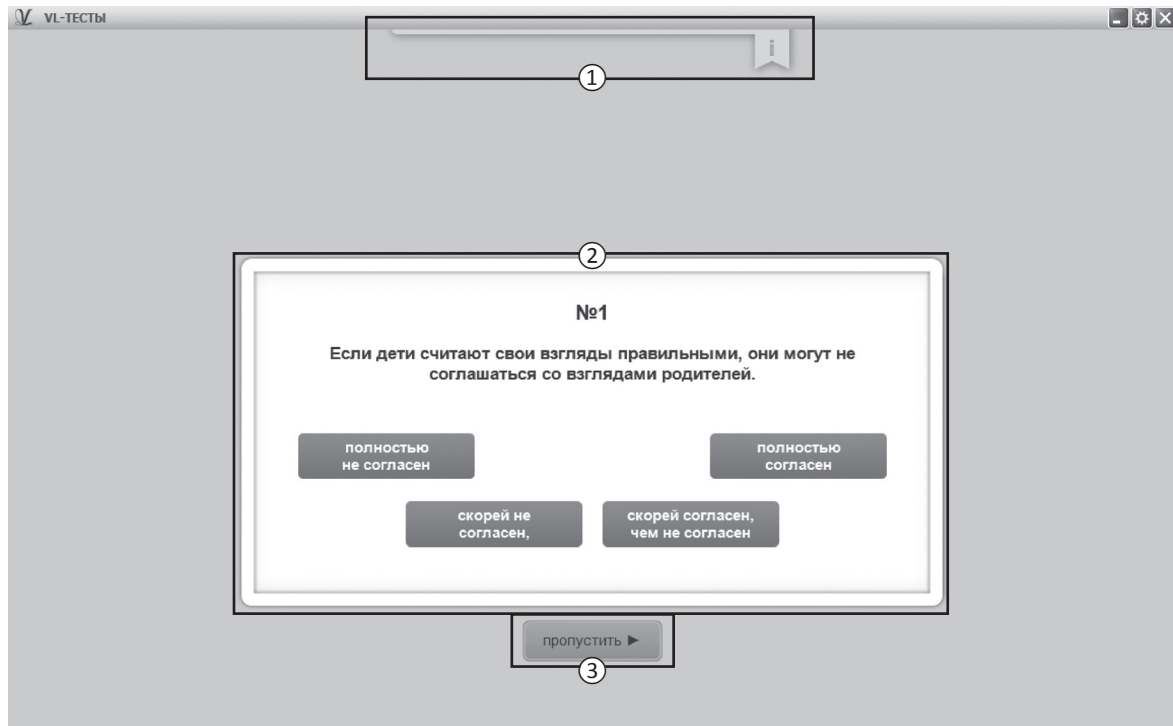 VL-ТЕСТЫ
i
1
2
№1
Если дети считают свои взгляды правильными, они могут не
соглашаться со взглядами родителей.
полностью
не согласен
полностью
согласен
скорей не
согласен,
скорей согласен,
чем не согласен
пропустить ►
3